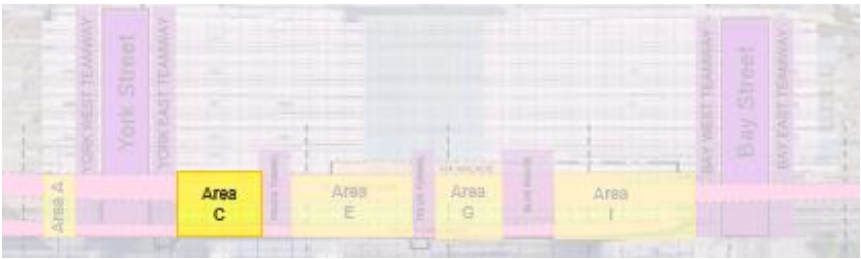 YORK WEST TEAMWAY
York Street
YORK EAST TEAMWAY
BAY WEST TEAMWAY
Bay Street
BAY EAST TEAMWAY
Area A
Area
C
Area
E
Area
G
Area
I